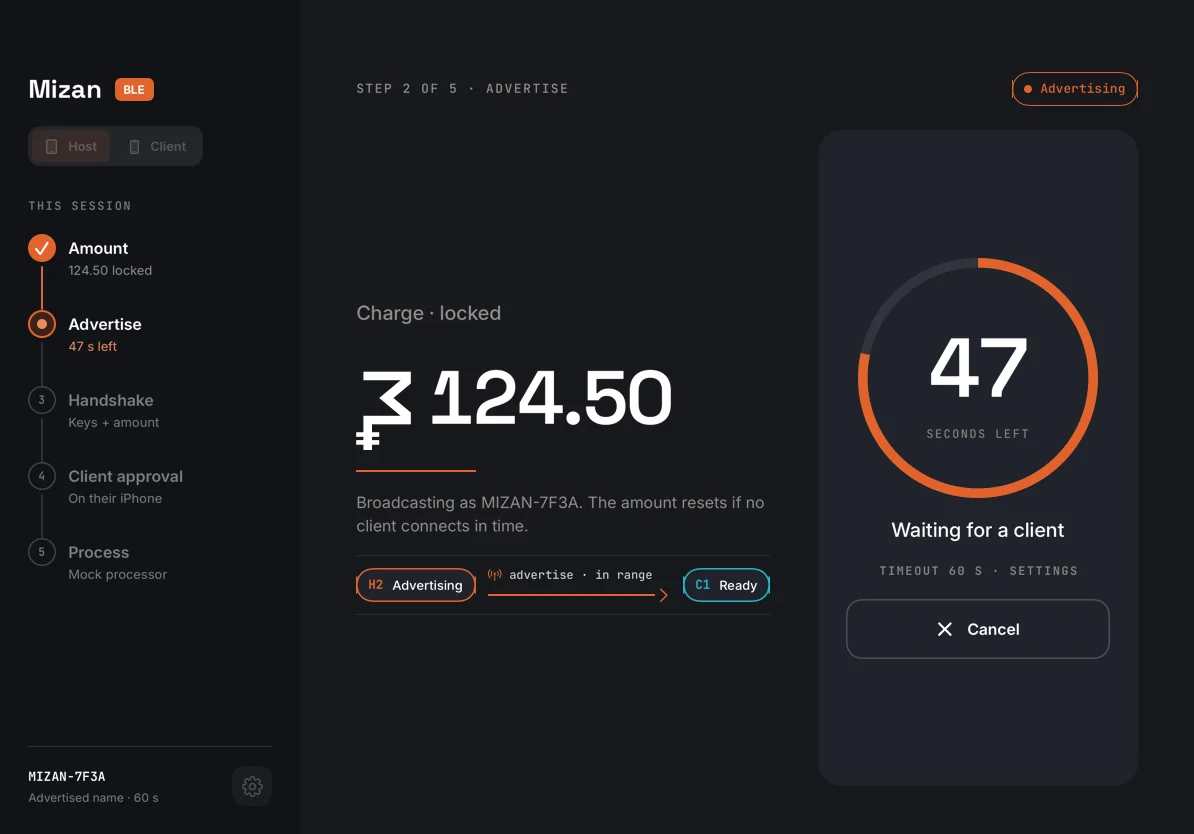 Mizan BLE
Host Client
THIS SESSION
Amount
124.50 locked
Advertise
47 s left
3 Handshake
Keys + amount
4 Client approval
On their iPhone
5 Process
Mock processor
MIZAN-7F3A
Advertised name · 60 s
STEP 2 OF 5 · ADVERTISE
Advertising
Charge · locked
124.50
Broadcasting as MIZAN-7F3A. The amount resets if no
client connects in time.
H2 Advertising advertise · in range C1 Ready
47
SECONDS LEFT
Waiting for a client
TIMEOUT 60 S · SETTINGS
Cancel